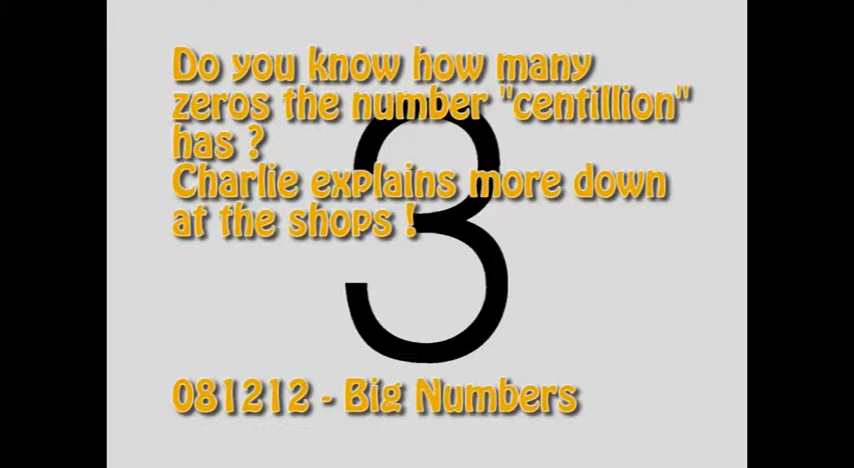 Do you know how many
zeros the number "centillion"
has ?
Charlie explains more down
at the shops !
3
081212 - Big Numbers